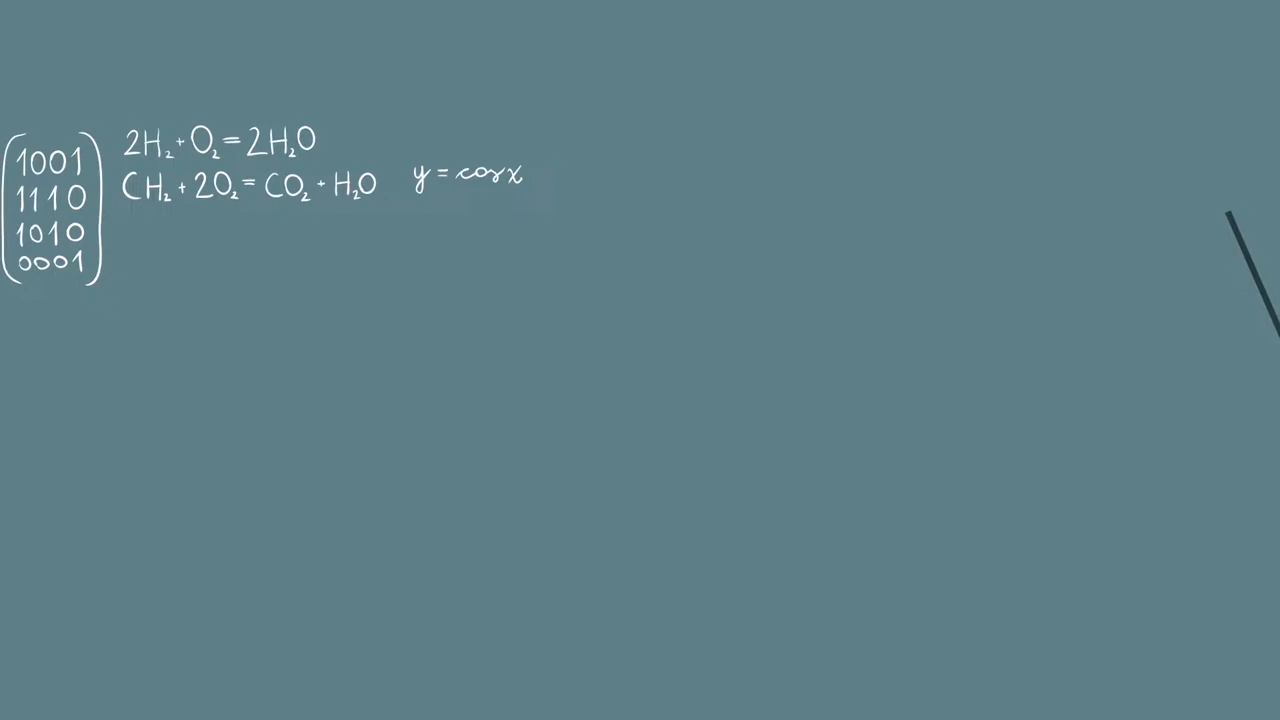 1001
1110
1010
0001
2H₂+O₂=2H₂O
CH₂+2O₂=CO₂+H₂O
y=cosx